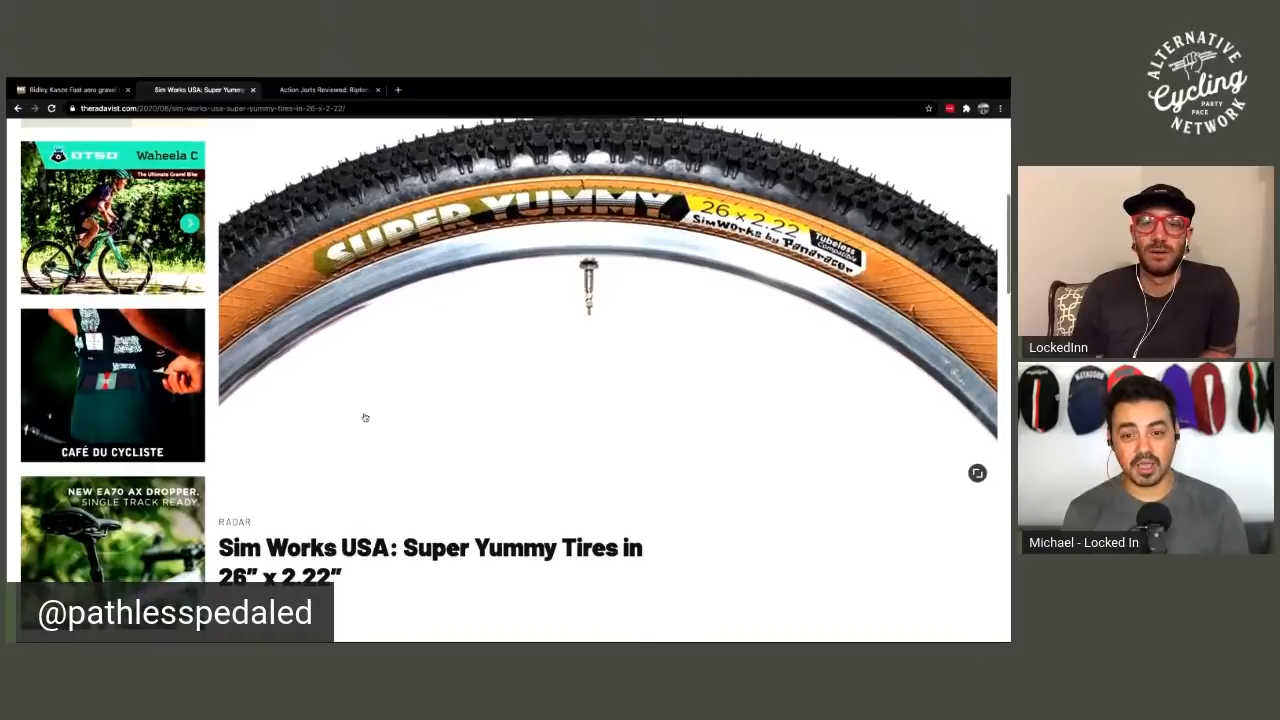 ALTERNATIVE
Cycling
PARTY
PACE
NETWORK
Ridley Kanzo Fast aero gravel
Sim Works USA: Super Yummy
Action Jorts Reviewed: Ripton
theradavist.com/2020/08/sim-works-usa-super-yummy-tires-in-26-x-2-22/
OTSO
Waheela C
The Ultimate Gravel Bike
SUPER YUMMY
26 x 2.22
SimWorks by Panaracer
Tubeless
Compatible
CAFÉ DU CYCLISTE
NEW EA70 AX DROPPER.
SINGLE TRACK READY.
RADAR
Sim Works USA: Super Yummy Tires in
26” x 2.22”
@pathlesspedaled
LockedInn
Michael - Locked In